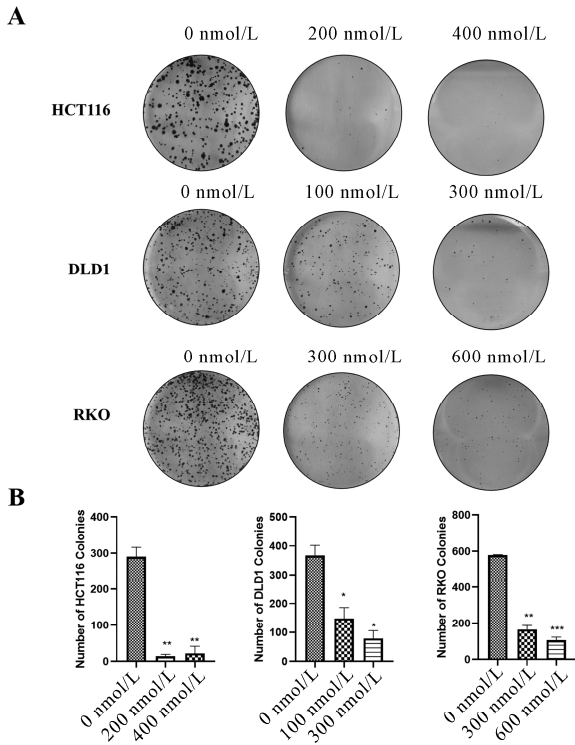 A
0 nmol/L 200 nmol/L 400 nmol/L
HCT116
0 nmol/L 100 nmol/L 300 nmol/L
DLD1
0 nmol/L 300 nmol/L 600 nmol/L
RKO
B
Number of HCT116 Colonies
400
300
200
100
0
**
**
0 nmol/L
200 nmol/L
400 nmol/L
Number of DLD1 Colonies
500
400
300
200
100
0
*
*
0 nmol/L
100 nmol/L
300 nmol/L
Number of RKO Colonies
800
600
400
200
0
**
***
0 nmol/L
300 nmol/L
600 nmol/L